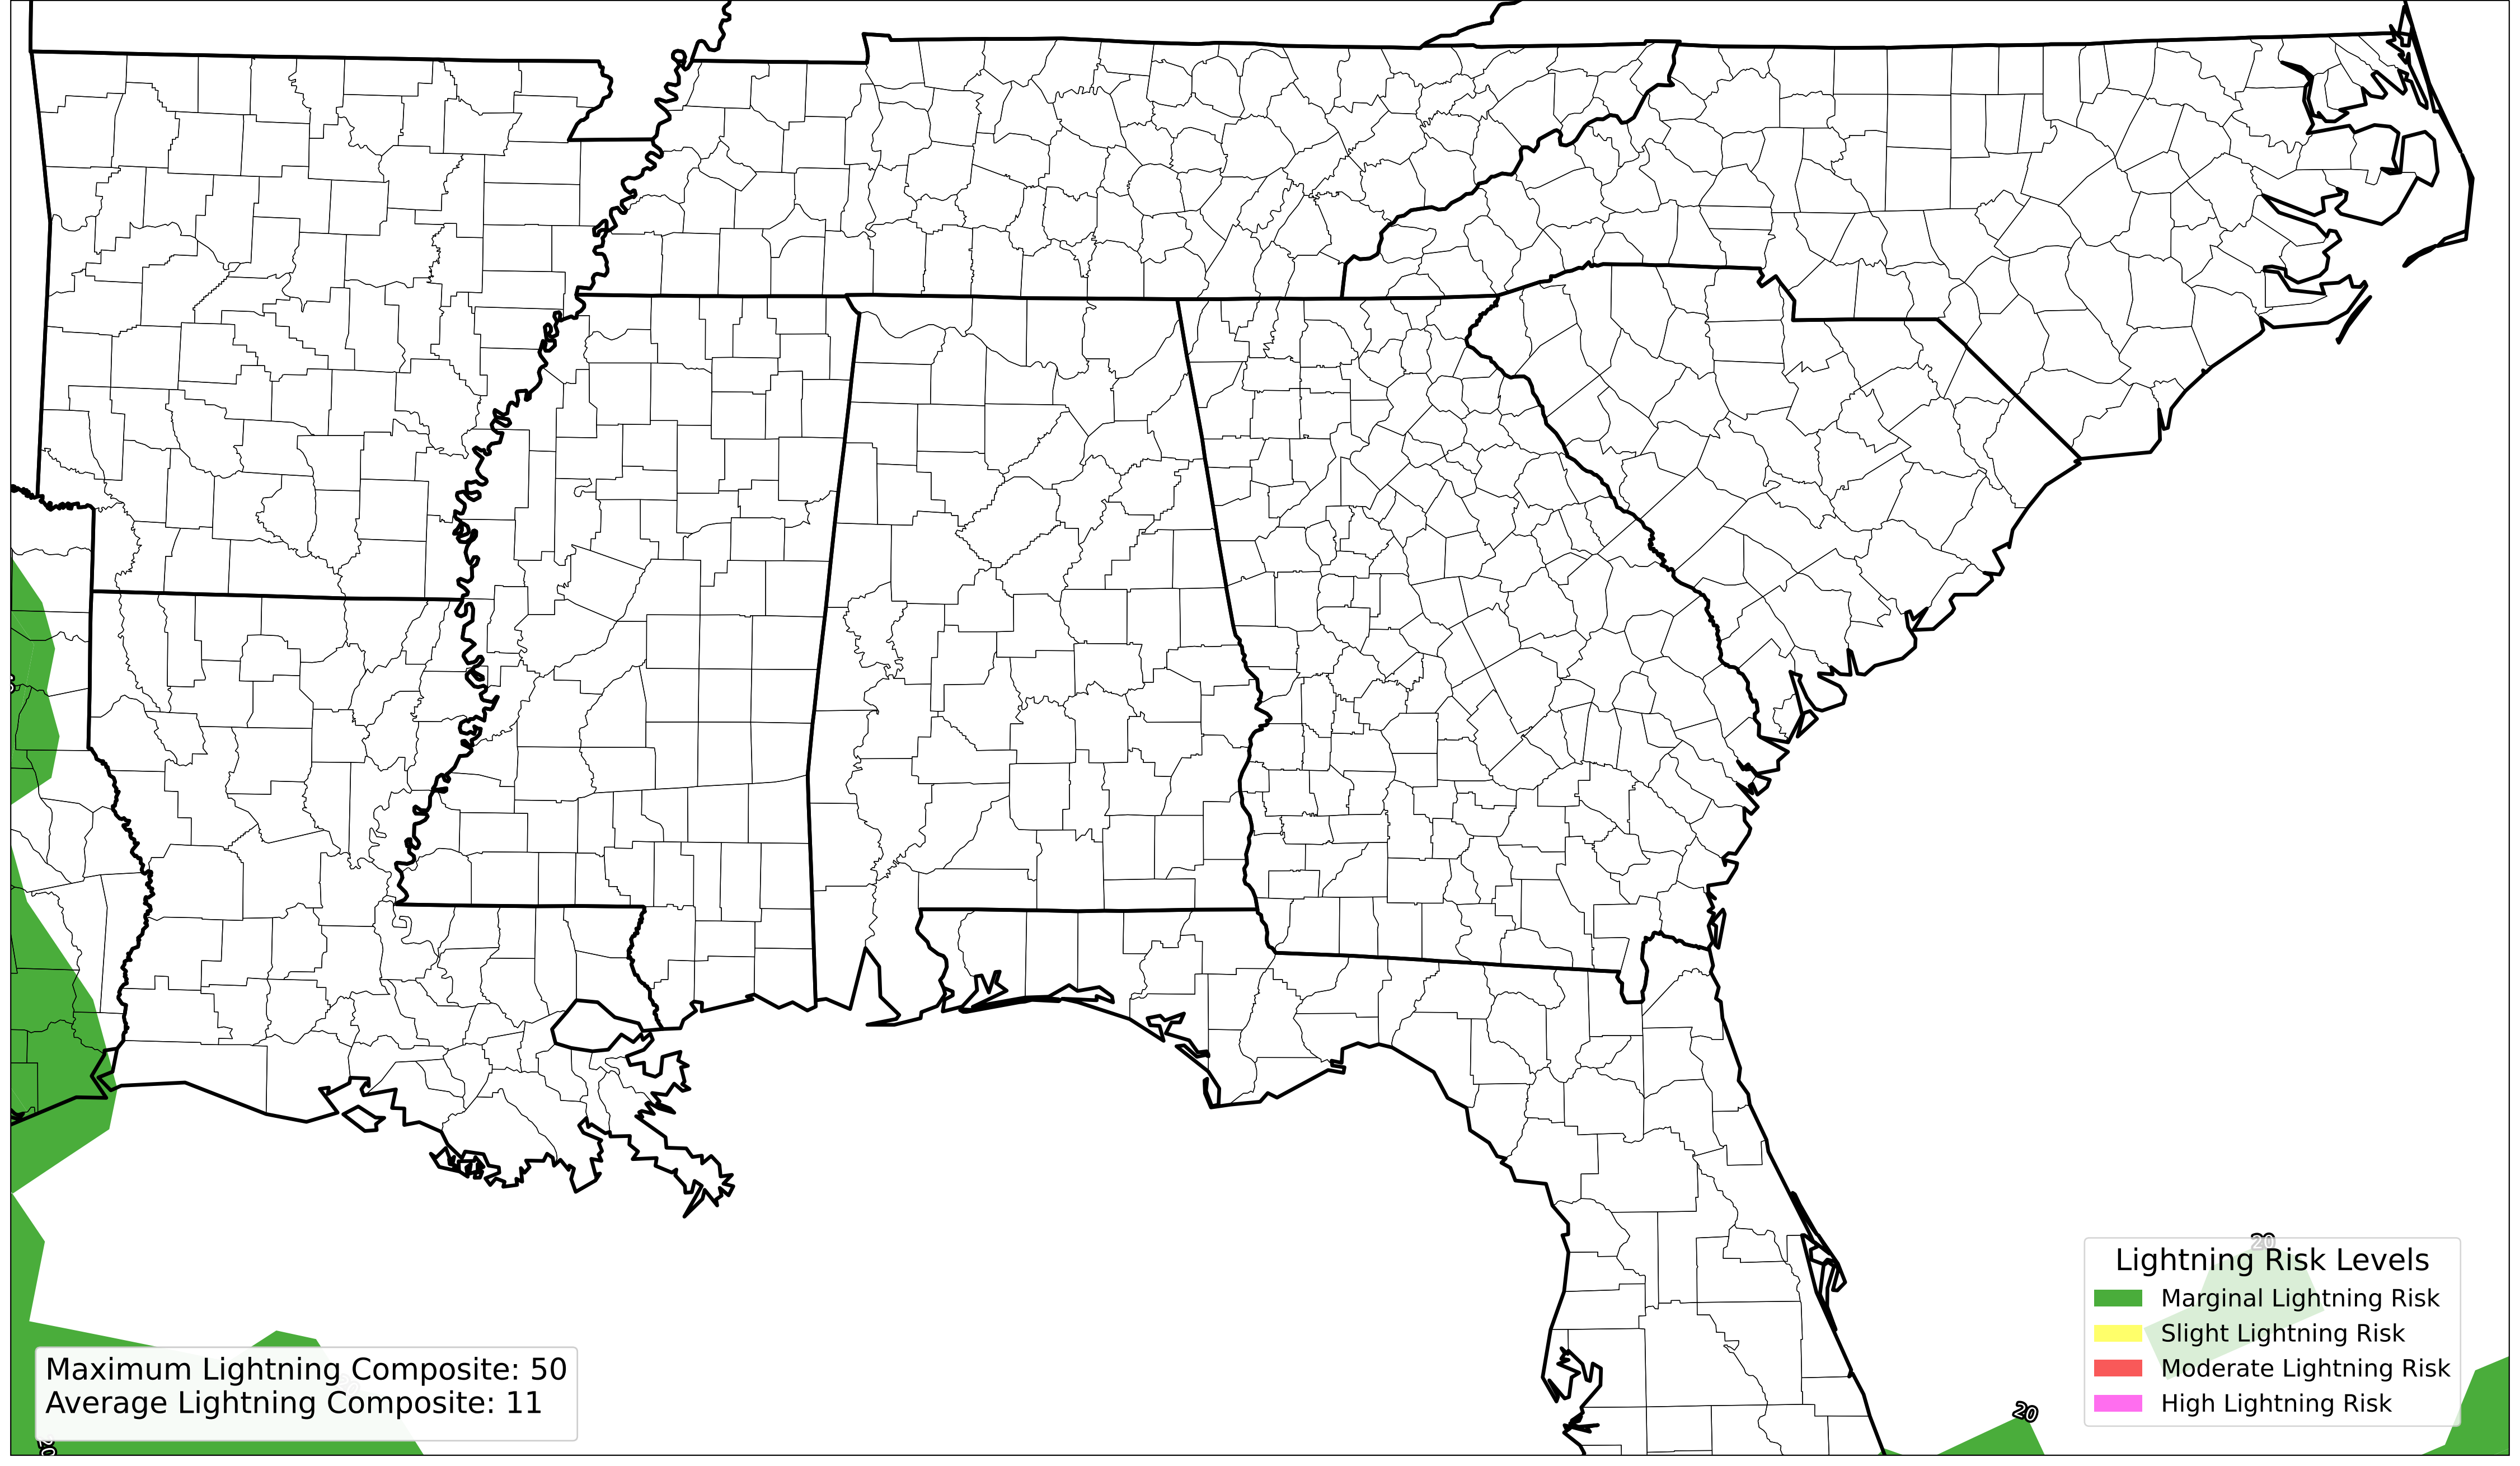 20
Lightning Risk Levels
Marginal Lightning Risk
Slight Lightning Risk
Moderate Lightning Risk
High Lightning Risk
Maximum Lightning Composite: 50
Average Lightning Composite: 11
20
20